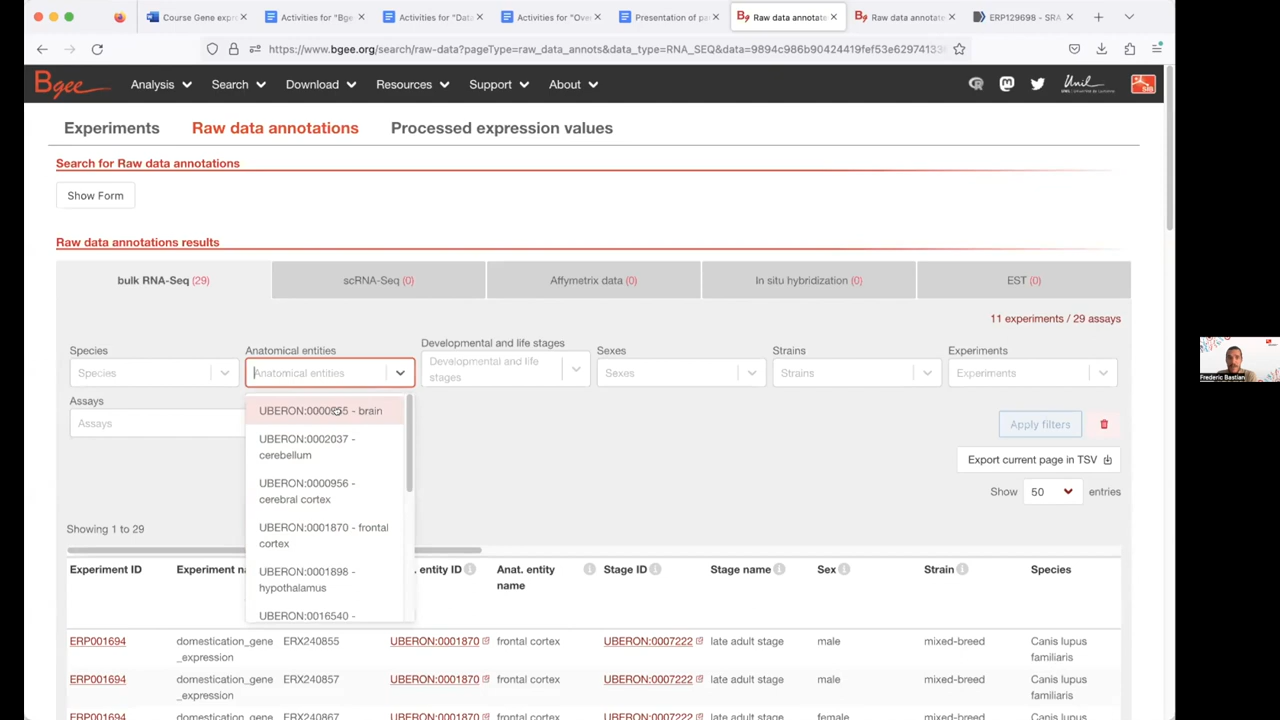 Course Gene expr
Activities for "Bge
Activities for "Data
Activities for "Ove
Presentation of pa
Raw data annotate
Raw data annotate
ERP129698 - SRA
https://www.bgee.org/search/raw-data?pageType=raw_data_annots&data_type=RNA_SEQ&data=9894c986b90424419fef53e62974133
Bgee
Analysis
Search
Download
Resources
Support
About
Unil
Experiments
Raw data annotations
Processed expression values
Search for Raw data annotations
Show Form
Raw data annotations results
bulk RNA-Seq (29)
scRNA-Seq (0)
Affymetrix data (0)
In situ hybridization (0)
EST (0)
11 experiments / 29 assays
Species
Anatomical entities
Developmental and life stages
Sexes
Strains
Experiments
Species
Anatomical entities
Developmental and life
stages
Sexes
Strains
Experiments
Assays
Assays
UBERON:0000955 - brain
UBERON:0002037 -
cerebellum
UBERON:0000956 -
cerebral cortex
UBERON:0001870 - frontal
cortex
UBERON:0001898 -
hypothalamus
UBERON:0016540 -
Apply filters
Export current page in TSV
Show 50 entries
Showing 1 to 29
Experiment ID
Experiment na
. entity ID
Anat. entity
name
Stage ID
Stage name
Sex
Strain
Species
ERP001694 domestication_gene ERX240855 UBERON:0001870 frontal cortex UBERON:0007222 late adult stage male mixed-breed Canis lupus
_expression familiaris
ERP001694 domestication_gene ERX240857 UBERON:0001870 frontal cortex UBERON:0007222 late adult stage male mixed-breed Canis lupus
_expression familiaris
ERP001694 domestication_gene ERX240867 UBERON:0001870 frontal cortex UBERON:0007222 late adult stage female mixed-breed Canis lupus
Frederic Bastian